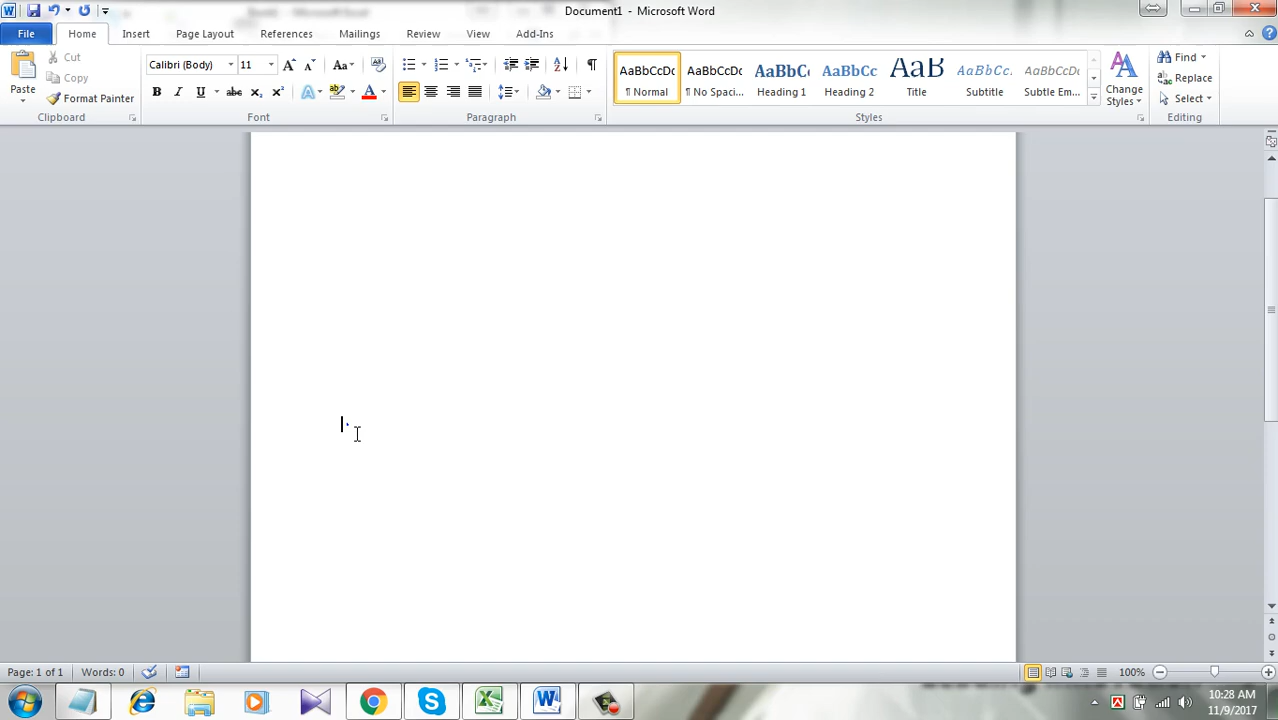 Document1 - Microsoft Word
File Home Insert Page Layout References Mailings Review View Add-Ins
Paste
Cut
Copy
Format Painter
Clipboard
Calibri (Body) 11
Font
Paragraph
AaBbCcDc AaBbCcDc AaBbC AaBbCc AaB AaBbCc. AaBbCcDc
¶ Normal ¶ No Spaci... Heading 1 Heading 2 Title Subtitle Subtle Em...
Change
Styles
Styles
Find
Replace
Select
Editing
Page: 1 of 1 Words: 0 100%
10:28 AM
11/9/2017